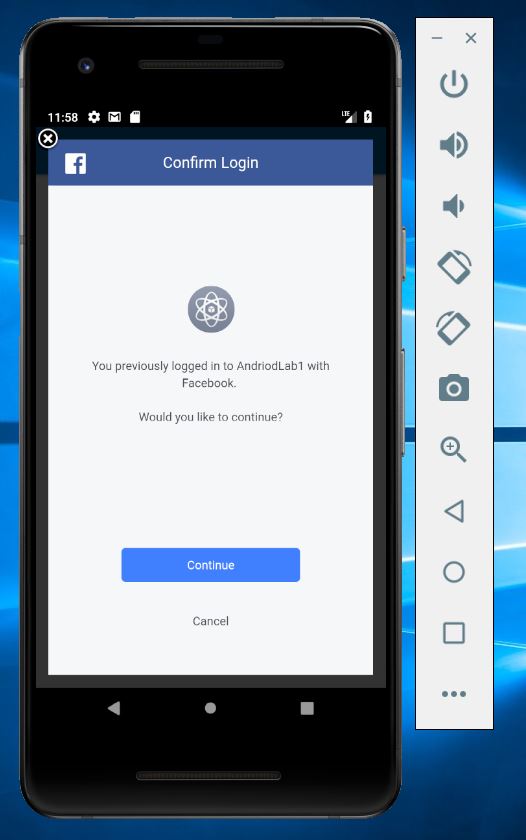 11:58
LTE
Confirm Login
You previously logged in to AndriodLab1 with
Facebook.
Would you like to continue?
Continue
Cancel